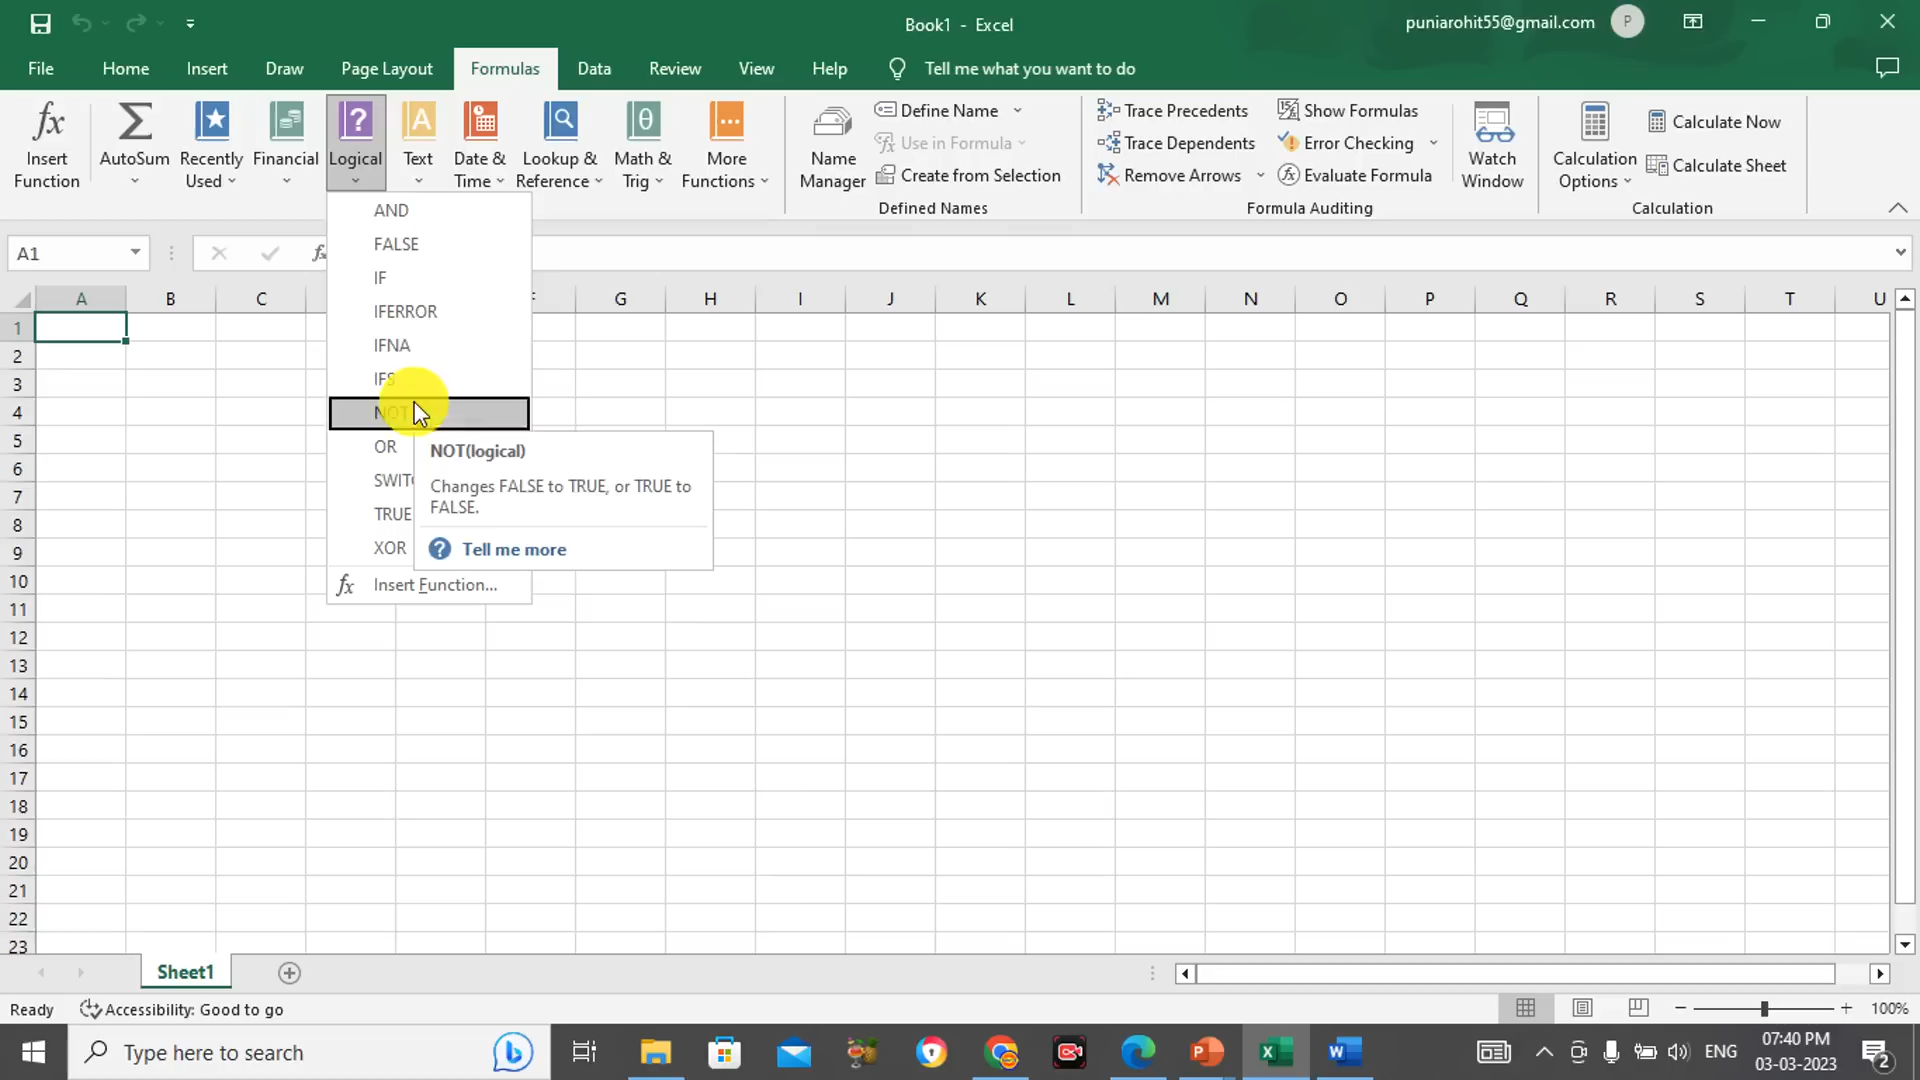 Book1 - Excel
puniarohit55@gmail.com
P
File
Home
Insert
Draw
Page Layout
Formulas
Data
Review
View
Help
Tell me what you want to do
fx
Insert Function
AutoSum
Recently Used
Financial
Logical
Text
Date & Time
Lookup & Reference
Math & Trig
More Functions
Name Manager
Define Name
Use in Formula
Create from Selection
Defined Names
Trace Precedents
Trace Dependents
Remove Arrows
Show Formulas
Error Checking
Evaluate Formula
Formula Auditing
Watch Window
Calculation Options
Calculate Now
Calculate Sheet
Calculation
A1
AND
FALSE
IF
IFERROR
IFNA
IFS
NOT
OR
TRUE
XOR
fx Insert Function...
NOT(logical)
Changes FALSE to TRUE, or TRUE to
FALSE.
Tell me more
A B C F G H I J K L M N O P Q R S T U
1
2
3
4
5
6
7
8
9
10
11
12
13
14
15
16
17
18
19
20
21
22
23
Sheet1
Ready
Accessibility: Good to go
100%
Type here to search
ENG
07:40 PM
03-03-2023
2